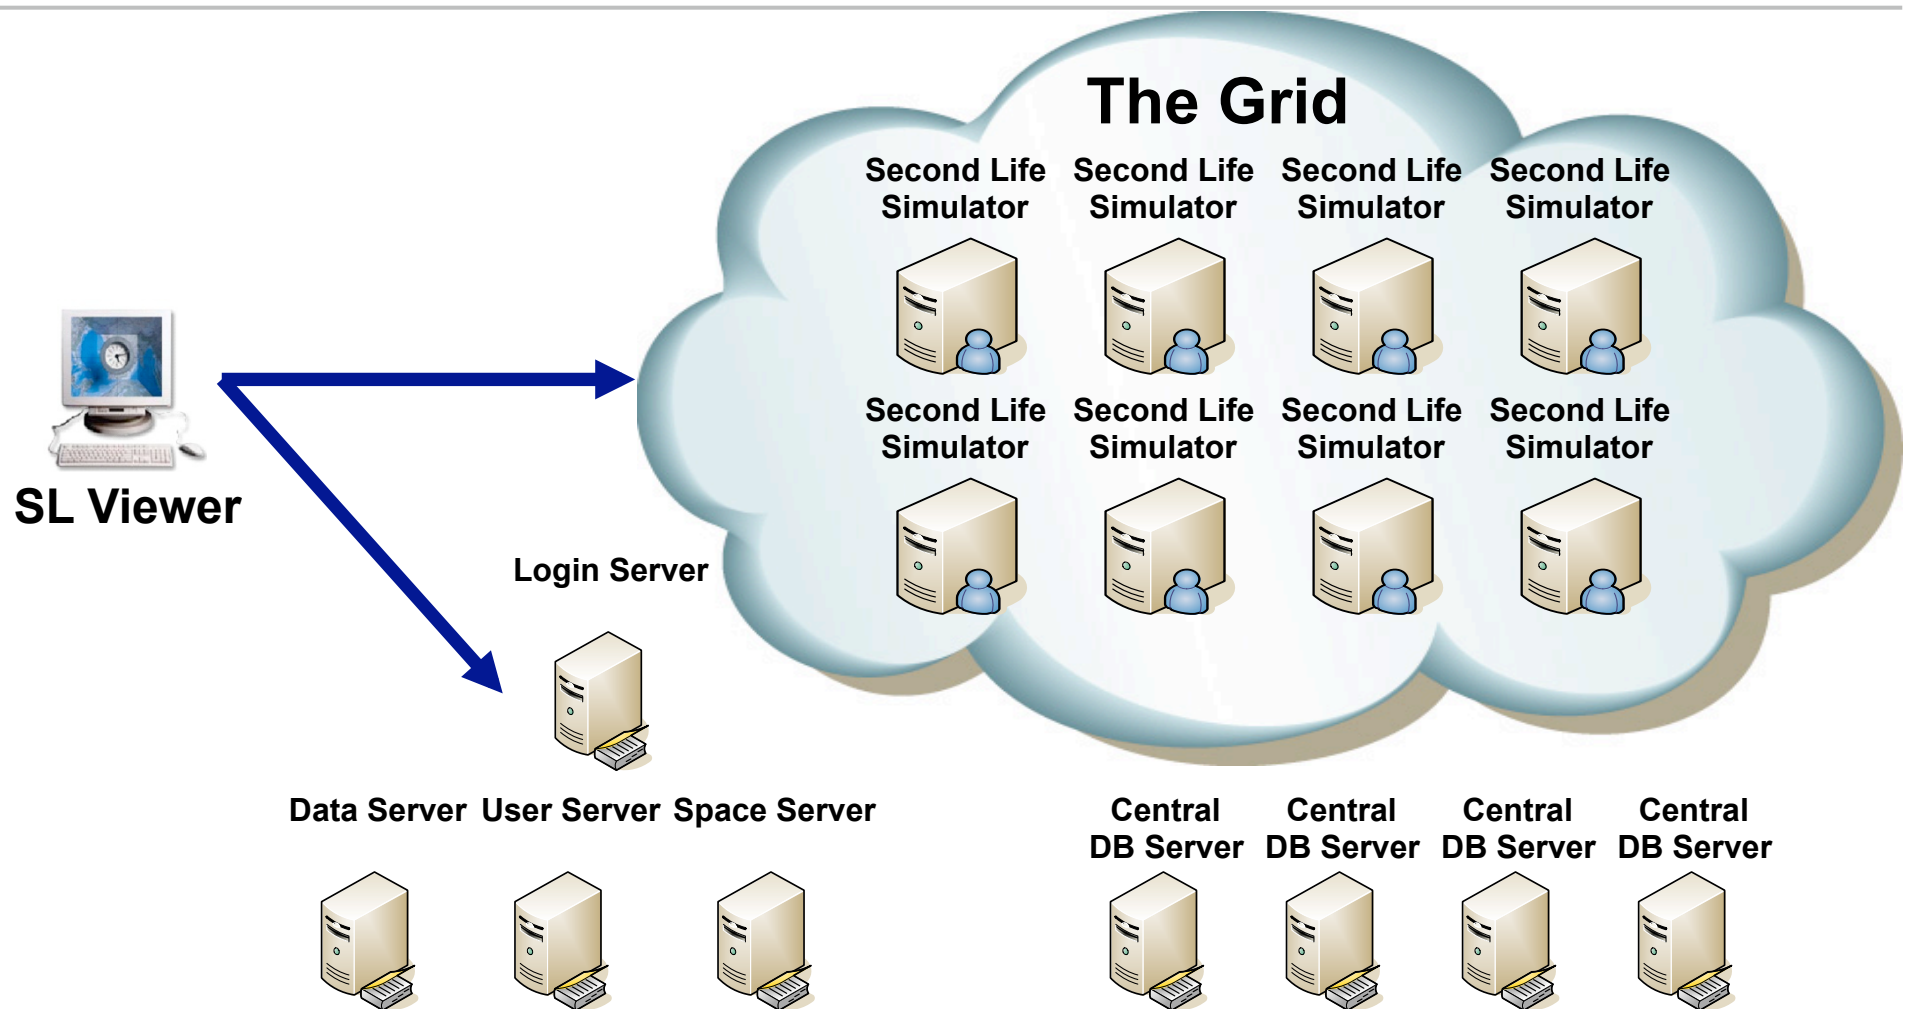 The Grid
Second Life Second Life Second Life Second Life
Simulator Simulator Simulator Simulator
Second Life Second Life Second Life Second Life
Simulator Simulator Simulator Simulator
SL Viewer
Login Server
Data Server User Server Space Server
Central Central Central Central
DB Server DB Server DB Server DB Server